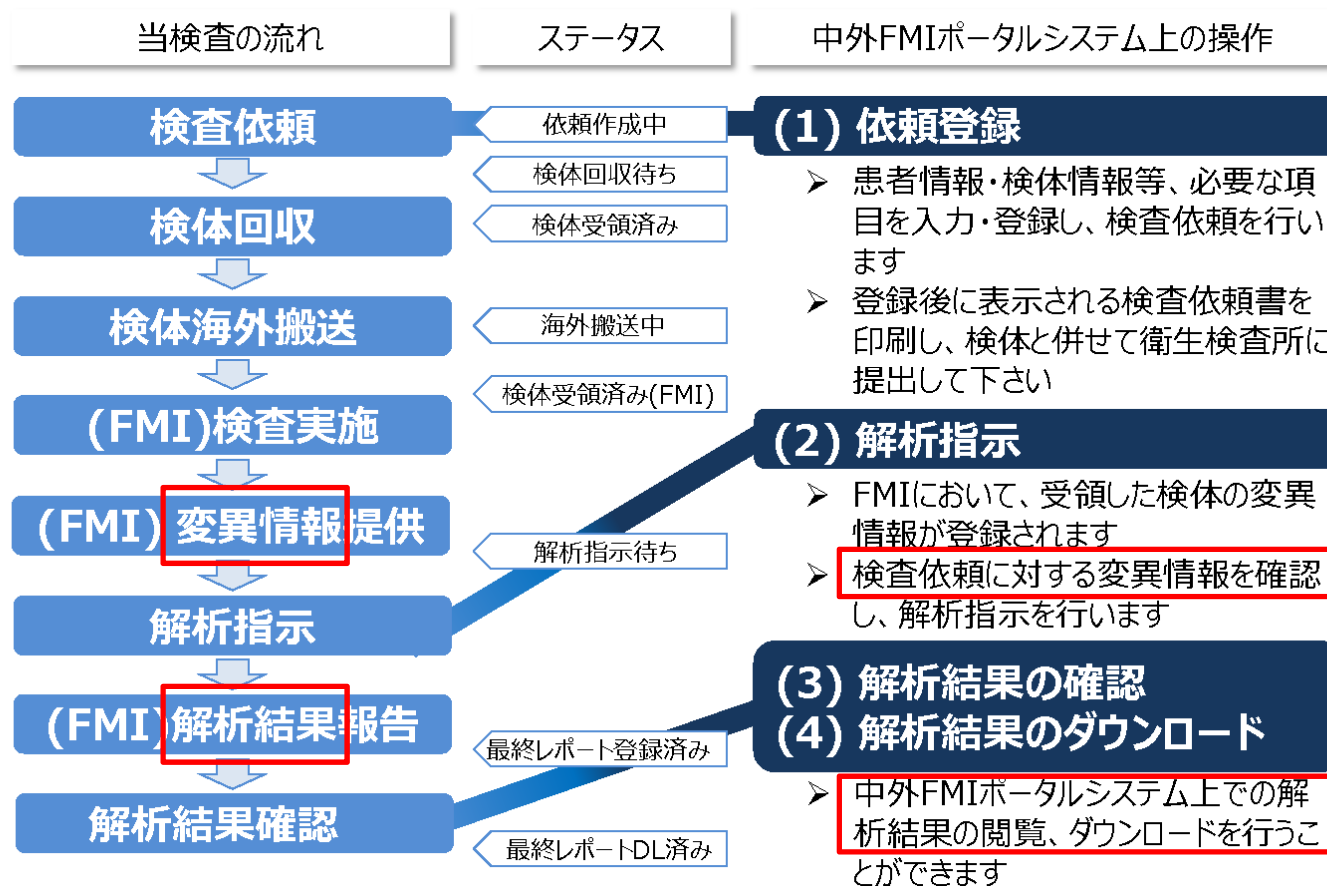 当検査の流れ
ステータス
中外FMIポータルシステム上の操作
検査依頼
検体回収
検体海外搬送
(FMI)検査実施
(FMI) 変異情報提供
解析指示
(FMI)解析結果報告
解析結果確認
依頼作成中
検体回収待ち
検体受領済み
海外搬送中
検体受領済み(FMI)
解析指示待ち
最終レポート登録済み
最終レポートDL済み
(1) 依頼登録
➢ 患者情報・検体情報等、必要な項
目を入力・登録し、検査依頼を行い
ます
➢ 登録後に表示される検査依頼書を
印刷し、検体と併せて衛生検査所に
提出して下さい
(2) 解析指示
➢ FMIにおいて、受領した検体の変異
情報が登録されます
➢ 検査依頼に対する変異情報を確認
し、解析指示を行います
(3) 解析結果の確認
(4) 解析結果のダウンロード
➢ 中外FMIポータルシステム上での解
析結果の閲覧、ダウンロードを行うこ
とができます